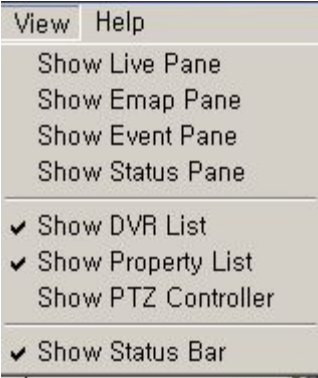 View Help
Show Live Pane
Show Emap Pane
Show Event Pane
Show Status Pane
Show DVR List
Show Property List
Show PTZ Controller
Show Status Bar